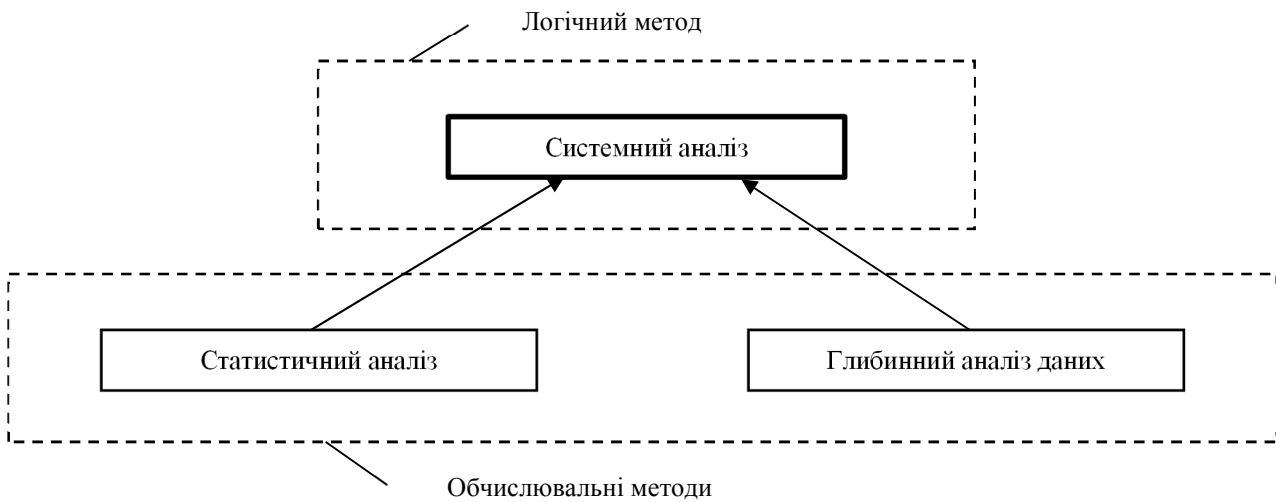 Логічний метод
Системний аналіз
Статистичний аналіз
Глибинний аналіз даних
Обчислювальні методи